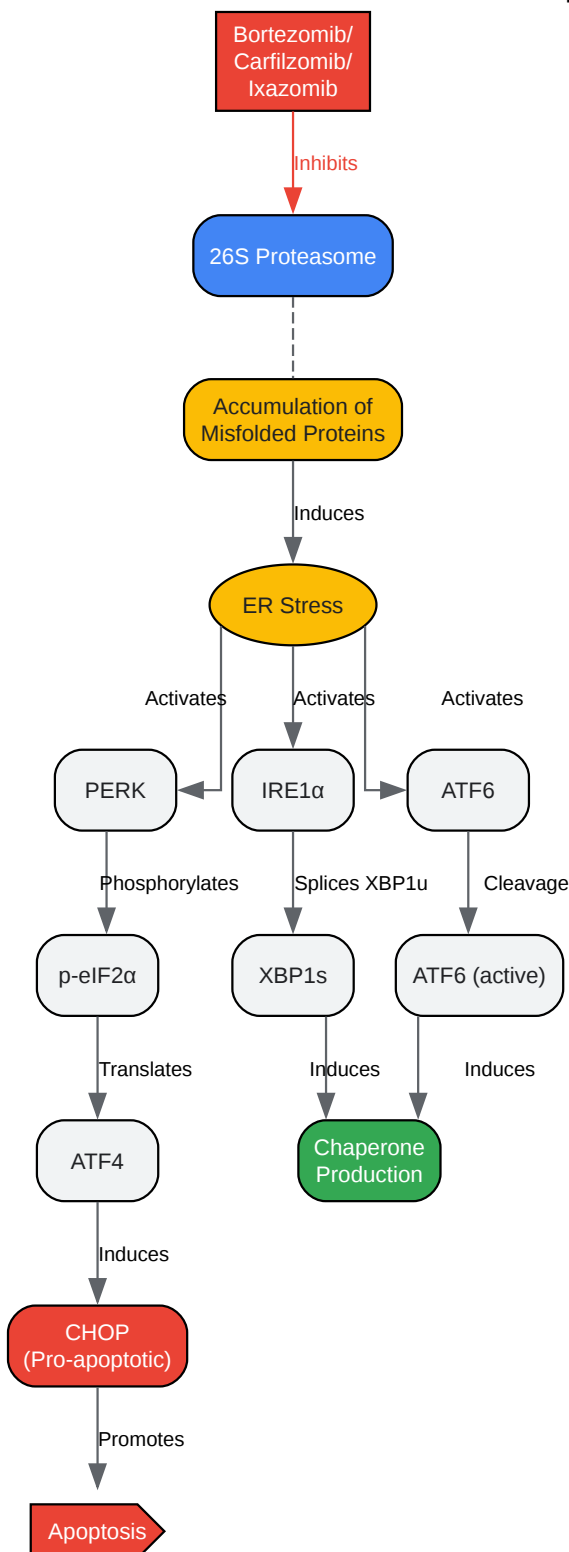 Bortezomib/
Carfilzomib/
Ixazomib
Inhibits
26S Proteasome
Accumulation of
Misfolded Proteins
Induces
ER Stress
Activates
Activates
Activates
PERK
IRE1α
ATF6
Phosphorylates
Splices XBP1u
Cleavage
p-eIF2α
XBP1s
ATF6 (active)
Translates
Induces
Induces
ATF4
Chaperone
Production
Induces
CHOP
(Pro-apoptotic)
Promotes
Apoptosis